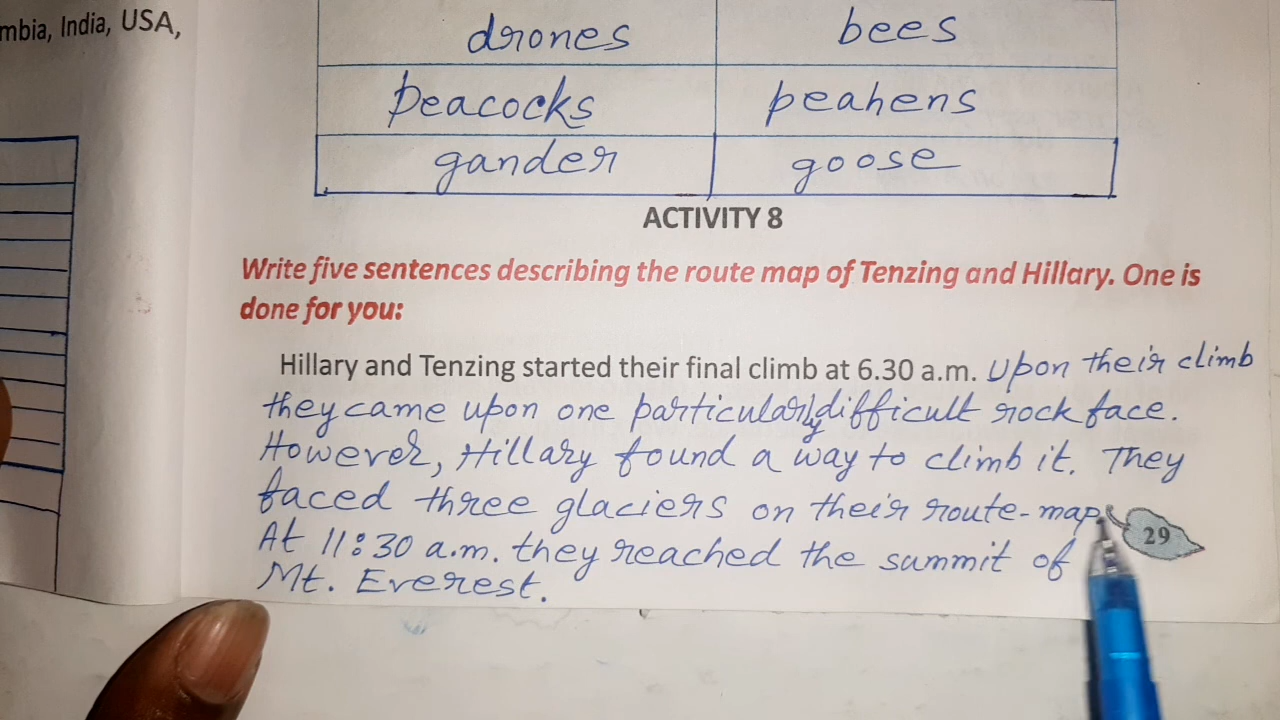 mbia, India, USA,
drones bees
peacocks peahens
gander goose
ACTIVITY 8
Write five sentences describing the route map of Tenzing and Hillary. One is
done for you:
Hillary and Tenzing started their final climb at 6.30 a.m. Upon their climb
they came upon one particularly difficult rock face.
However, Hillary found a way to climb it. They
faced three glaciers on their route-map
At 11:30 a.m. they reached the summit of
Mt. Everest.
29